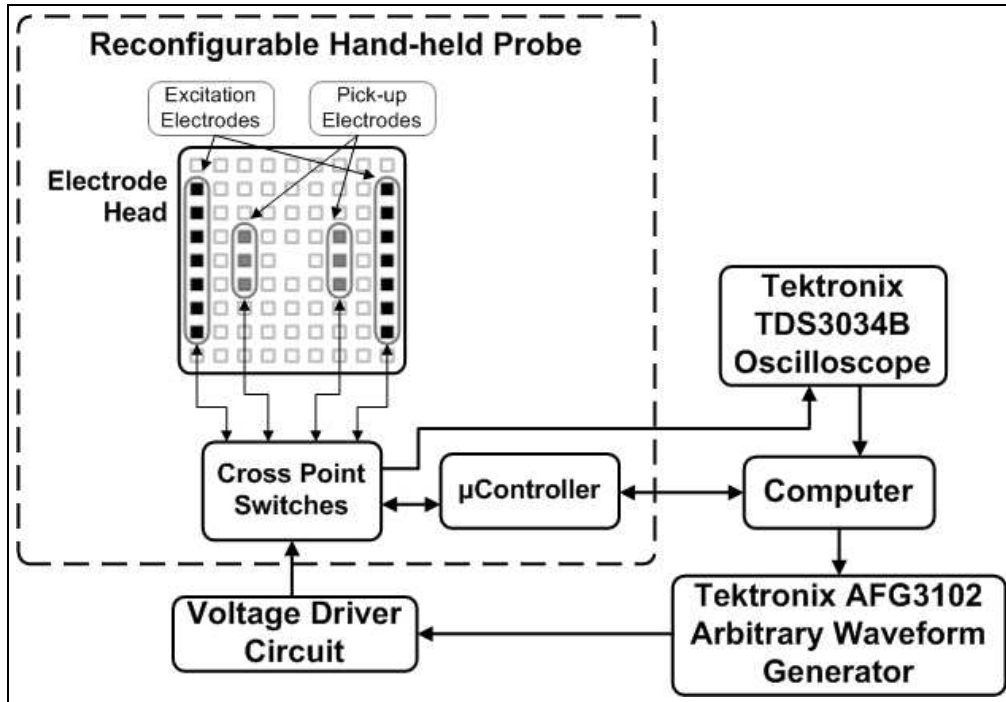 Reconfigurable Hand-held Probe
Excitation
Electrodes
Pick-up
Electrodes
Electrode
Head
Tektronix
TDS3034B
Oscilloscope
Cross Point
Switches
µController
Computer
Voltage Driver
Circuit
Tektronix AFG3102
Arbitrary Waveform
Generator